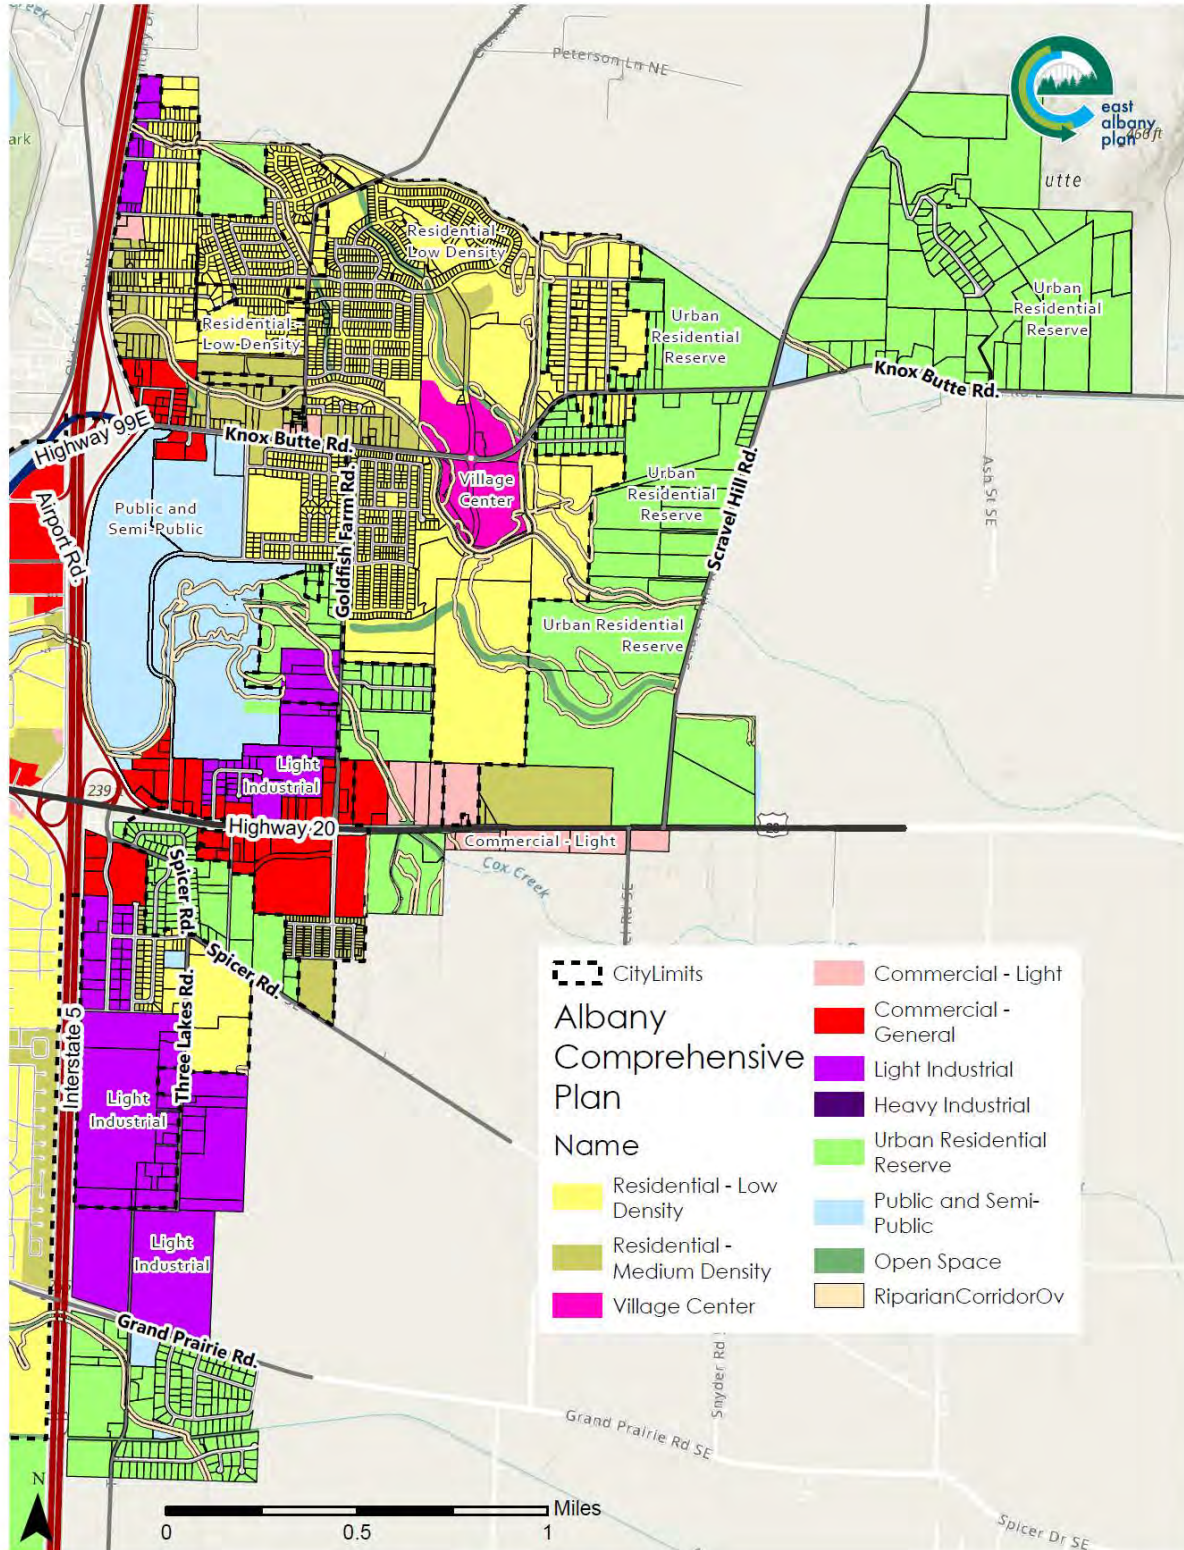 Peterson Ln NE
east
albany
plan
466 ft
utte
ark
Residential -
Low Density
Residential -
Low Density
Urban
Residential
Reserve
Urban
Residential
Reserve
Knox Butte Rd.
Highway 99E
Knox Butte Rd.
Airport Rd.
Public and
Semi-Public
Goldfish Farm Rd.
Village
Center
Urban
Residential
Reserve
Scravel Hill Rd.
Ash St SE
Urban Residential
Reserve
Light
Industrial
239
Highway 20
20
Commercial - Light
Cox Creek
Spicer Rd.
Spicer Rd.
Three Lakes Rd.
Interstate 5
Light
Industrial
Light
Industrial
Grand Prairie Rd.
CityLimits
Albany
Comprehensive
Plan
Name
Residential - Low
Density
Residential -
Medium Density
Village Center
Commercial - Light
Commercial -
General
Light Industrial
Heavy Industrial
Urban Residential
Reserve
Public and Semi-
Public
Open Space
RiparianCorridorOv
Snyder Rd
Grand Prairie Rd SE
Spicer Dr SE
N
Miles
0
0.5
1